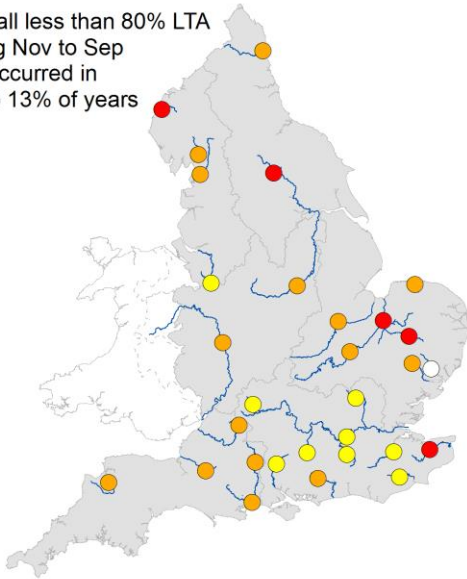 all less than 80% LTA
g Nov to Sep
ccurred in
13% of years